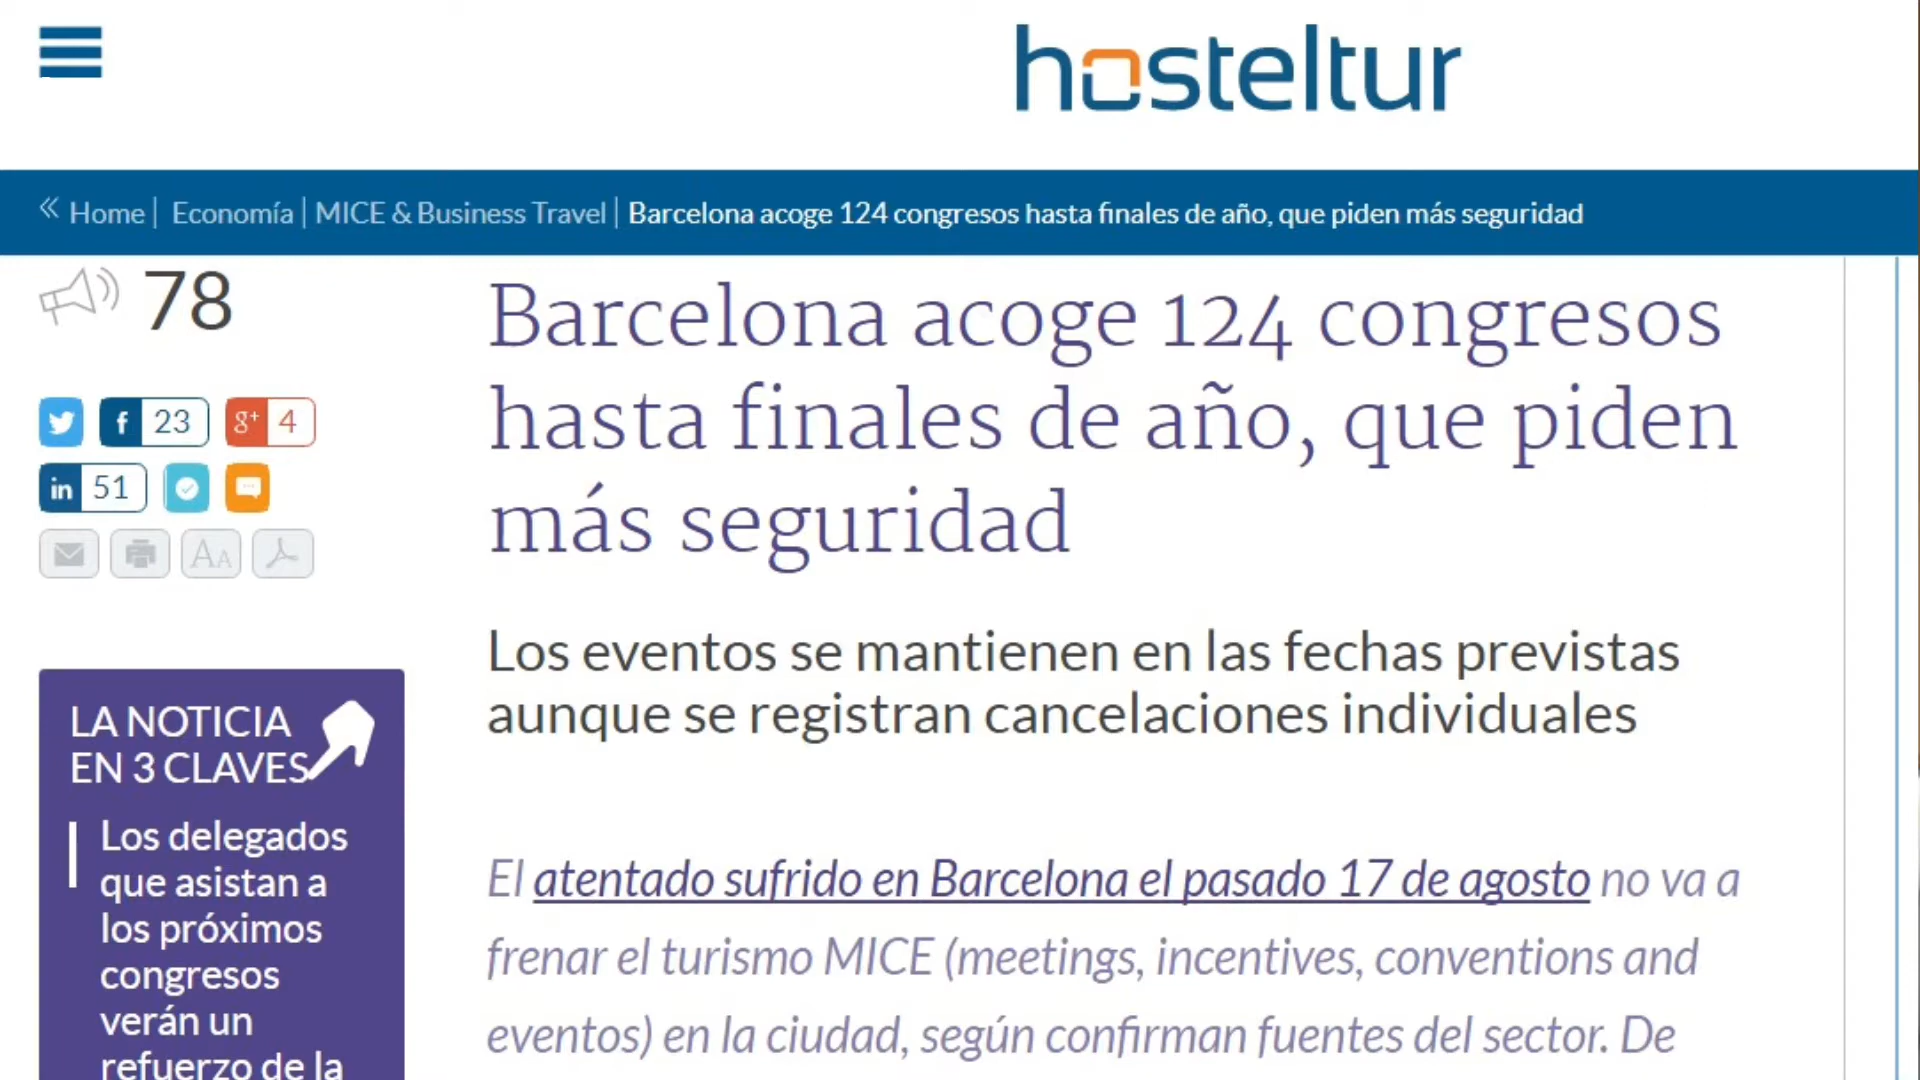 hosteltur
« Home | Economía | MICE & Business Travel | Barcelona acoge 124 congresos hasta finales de año, que piden más seguridad
78
f 23 g+ 4
in 51
AA
LA NOTICIA
EN 3 CLAVES
Los delegados
que asistan a
los próximos
congresos
verán un
refuerzo de la
Barcelona acoge 124 congresos
hasta finales de año, que piden
más seguridad
Los eventos se mantienen en las fechas previstas
aunque se registran cancelaciones individuales
El atentado sufrido en Barcelona el pasado 17 de agosto no va a
frenar el turismo MICE (meetings, incentives, conventions and
eventos) en la ciudad, según confirman fuentes del sector. De